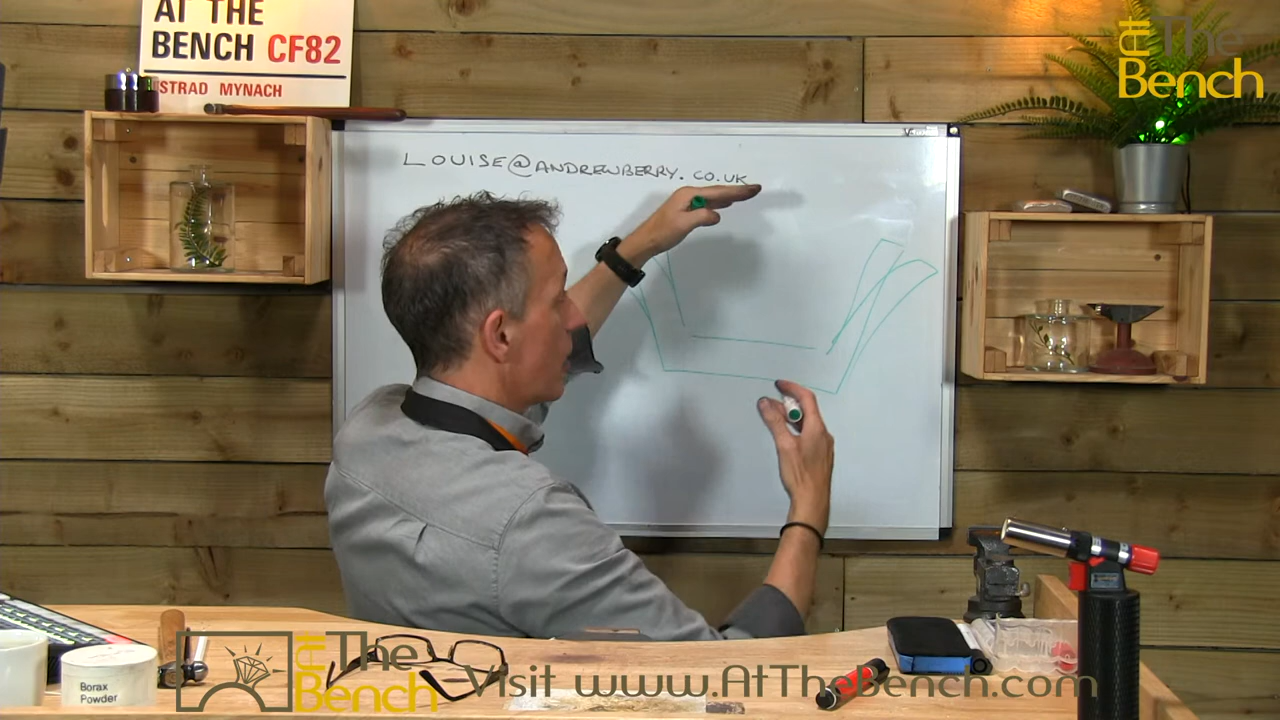 AT THE
BENCH CF82
YSTRAD MYNACH
At The
Bench
LOUISE@ANDREWBERRY.CO.UK
Borax
Powder
At The
Bench
Visit www.AtTheBench.com